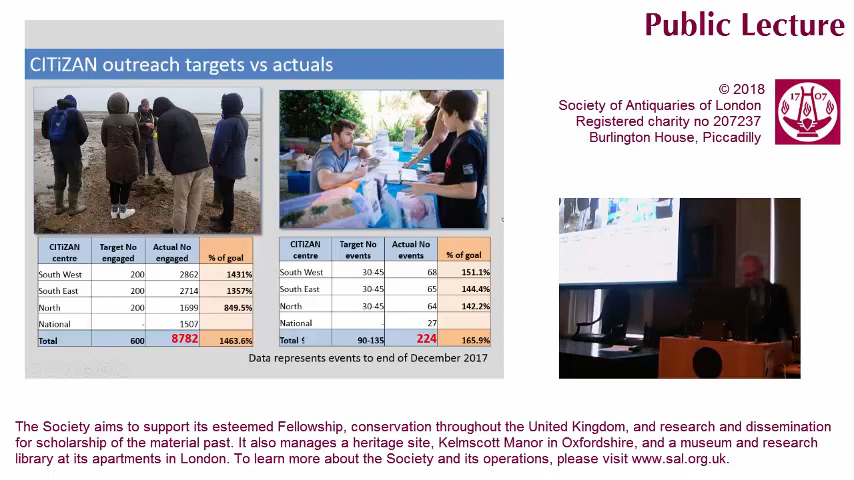 Public Lecture
© 2018
Society of Antiquaries of London
Registered charity no 207237
Burlington House, Piccadilly
1707
CITiZAN outreach targets vs actuals
CITiZAN centre Target No engaged Actual No engaged % of goal
South West 200 2862 1431%
South East 200 2714 1357%
North 200 1699 849.5%
National - 1507
Total 600 8782 1463.6%
CITiZAN centre Target No events Actual No events % of goal
South West 30-45 68 151.1%
South East 30-45 65 144.4%
North 30-45 64 142.2%
National - 27
Total 90-135 224 165.9%
Data represents events to end of December 2017
The Society aims to support its esteemed Fellowship, conservation throughout the United Kingdom, and research and dissemination
for scholarship of the material past. It also manages a heritage site, Kelmscott Manor in Oxfordshire, and a museum and research
library at its apartments in London. To learn more about the Society and its operations, please visit www.sal.org.uk.